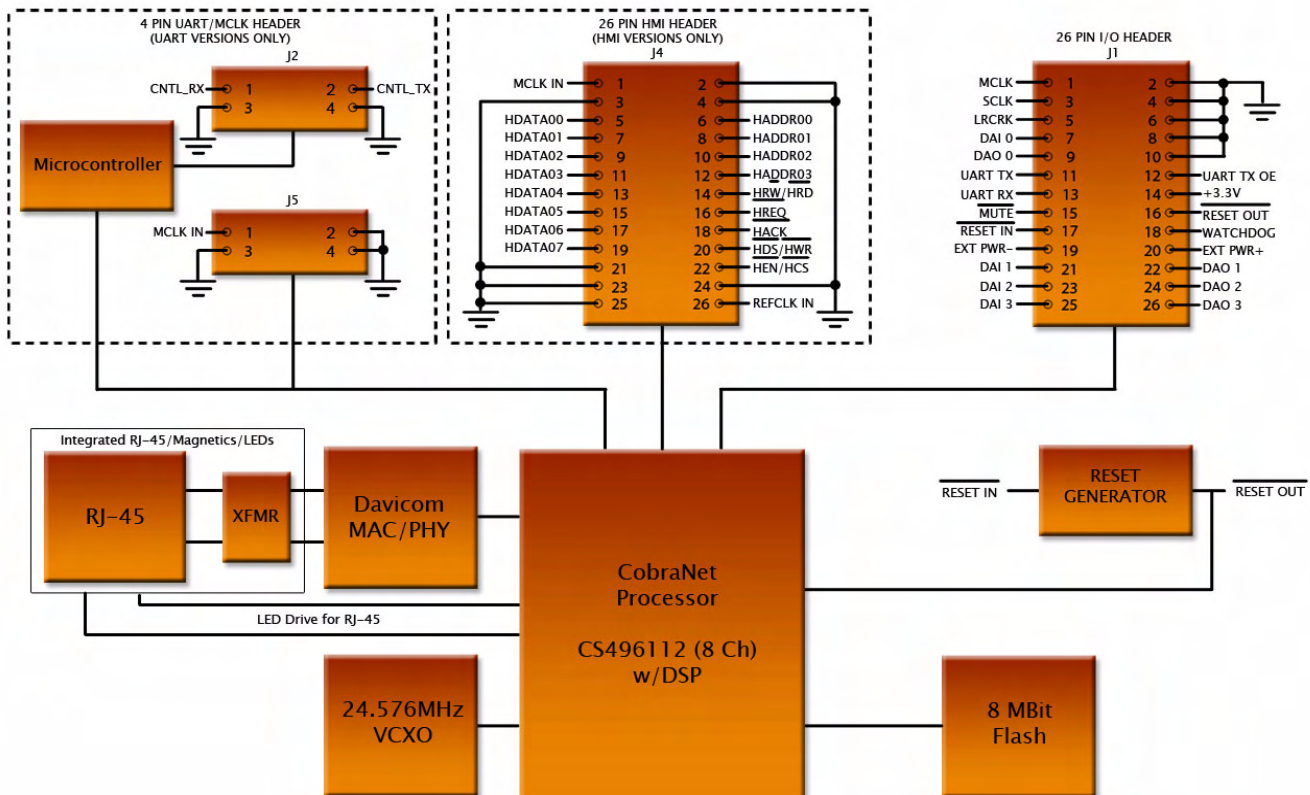 4 PIN UART/MCLK HEADER
(UART VERSIONS ONLY)
J2
CNTL_RX 1 2 CNTL_TX
3 4
Microcontroller
J5
MCLK IN 1 2
3 4
26 PIN HMI HEADER
(HMI VERSIONS ONLY)
J4
MCLK IN 1 2
3 4
HDATA00 5 6 HADDR00
HDATA01 7 8 HADDR01
HDATA02 9 10 HADDR02
HDATA03 11 12 HADDR03
HDATA04 13 14 HRW/HRD
HDATA05 15 16 HREQ
HDATA06 17 18 HACK
HDATA07 19 20 HDS/HWR
21 22 HEN/HCS
23 24
25 26 REFCLK IN
26 PIN I/O HEADER
J1
MCLK 1 2
SCLK 3 4
LRCRK 5 6
DAI 0 7 8
DAO 0 9 10
UART TX 11 12 UART TX OE
UART RX 13 14 +3.3V
MUTE 15 16 RESET OUT
RESET IN 17 18 WATCHDOG
EXT PWR- 19 20 EXT PWR+
DAI 1 21 22 DAO 1
DAI 2 23 24 DAO 2
DAI 3 25 26 DAO 3
Integrated RJ-45/Magnetics/LEDs
RJ-45
XFMR
Davicom
MAC/PHY
LED Drive for RJ-45
24.576MHz
VCXO
CobraNet
Processor
CS496112 (8 Ch)
w/DSP
RESET IN
RESET
GENERATOR
RESET OUT
8 MBit
Flash